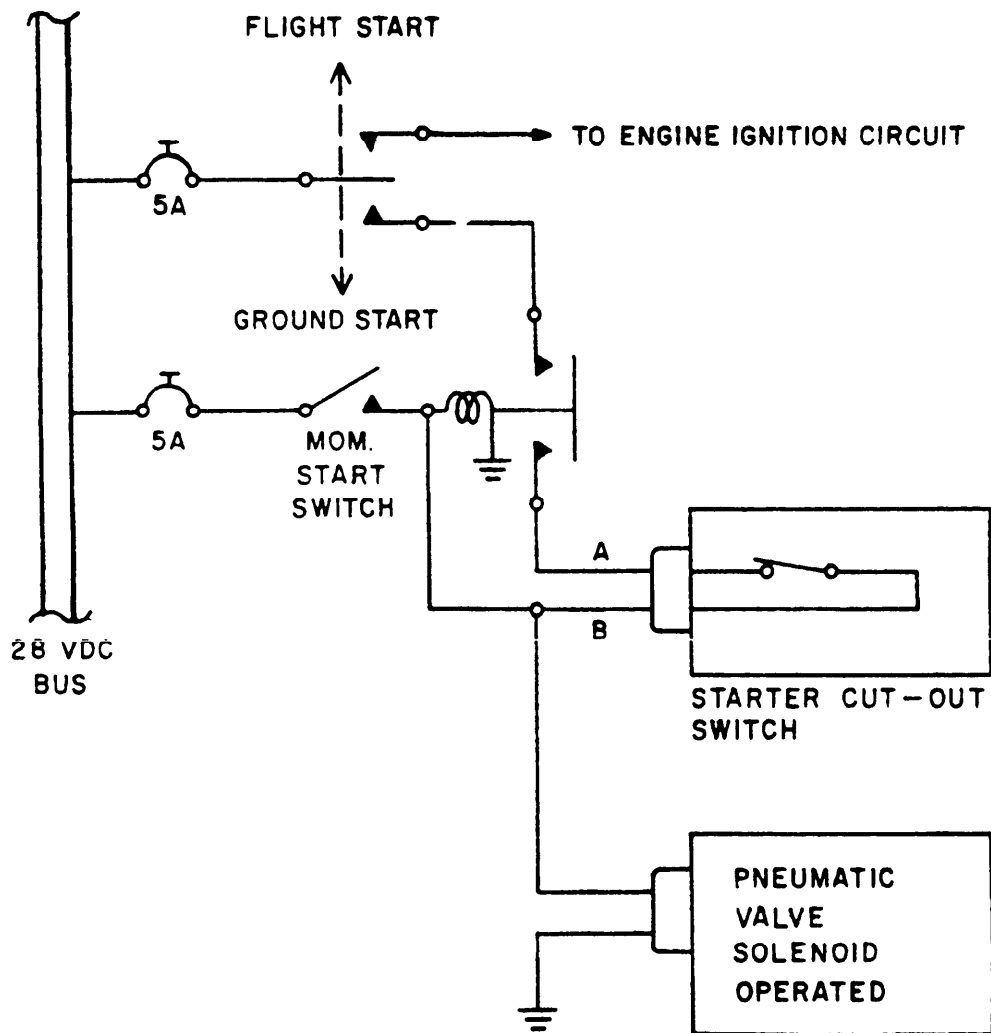 FLIGHT START
TO ENGINE IGNITION CIRCUIT
5A
GROUND START
5A
MOM.
START
SWITCH
A
B
28 VDC
BUS
STARTER CUT-OUT
SWITCH
PNEUMATIC
VALVE
SOLENOID
OPERATED